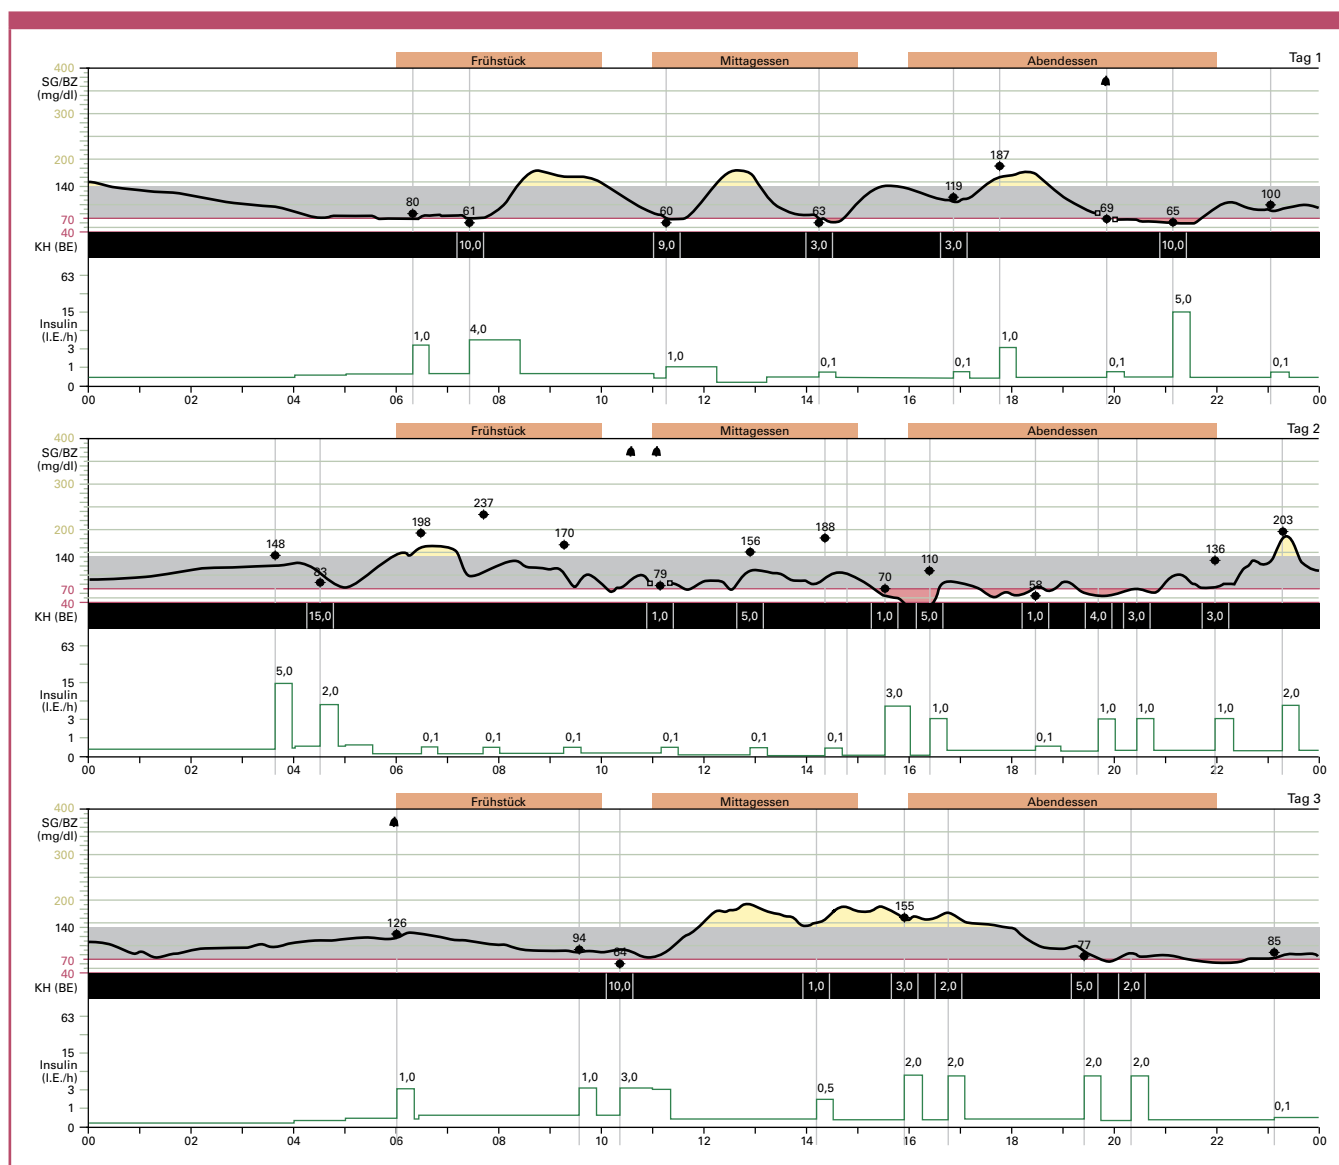 Frühstück Mittagessen Abendessen Tag 1
400
SG/BZ
(mg/dl)
300
200
187
140
119
100
80
61 60 63 69 65
70
40
KH (BE) 10,0 9,0 3,0 3,0 10,0
63
15
5,0
Insulin
(I.E./h)
1,0 4,0 1,0 0,1 0,1 1,0 0,1 0,1
3
1
0
00 02 04 06 08 10 12 14 16 18 20 22 00
Frühstück Mittagessen Abendessen Tag 2
400
SG/BZ
(mg/dl)
300
237
200
198 170 188 203
148 156 136
140
110
83 79 70 58
70
40
KH (BE) 15,0 1,0 5,0 1,0 5,0 1,0 4,0 3,0 3,0
63
15
5,0 2,0 3,0 2,0
Insulin
(I.E./h)
1,0 1,0 1,0 1,0
3
0,1 0,1 0,1 0,1 0,1 0,1 0,1
1
0
00 02 04 06 08 10 12 14 16 18 20 22 00
Frühstück Mittagessen Abendessen Tag 3
400
SG/BZ
(mg/dl)
300
200
155
140
126 94 77 85
70
40
KH (BE) 10,0 1,0 3,0 2,0 5,0 2,0
63
15
Insulin
(I.E./h)
1,0 1,0 3,0 0,5 2,0 2,0 2,0 2,0
3
1
0,1
0
00 02 04 06 08 10 12 14 16 18 20 22 00